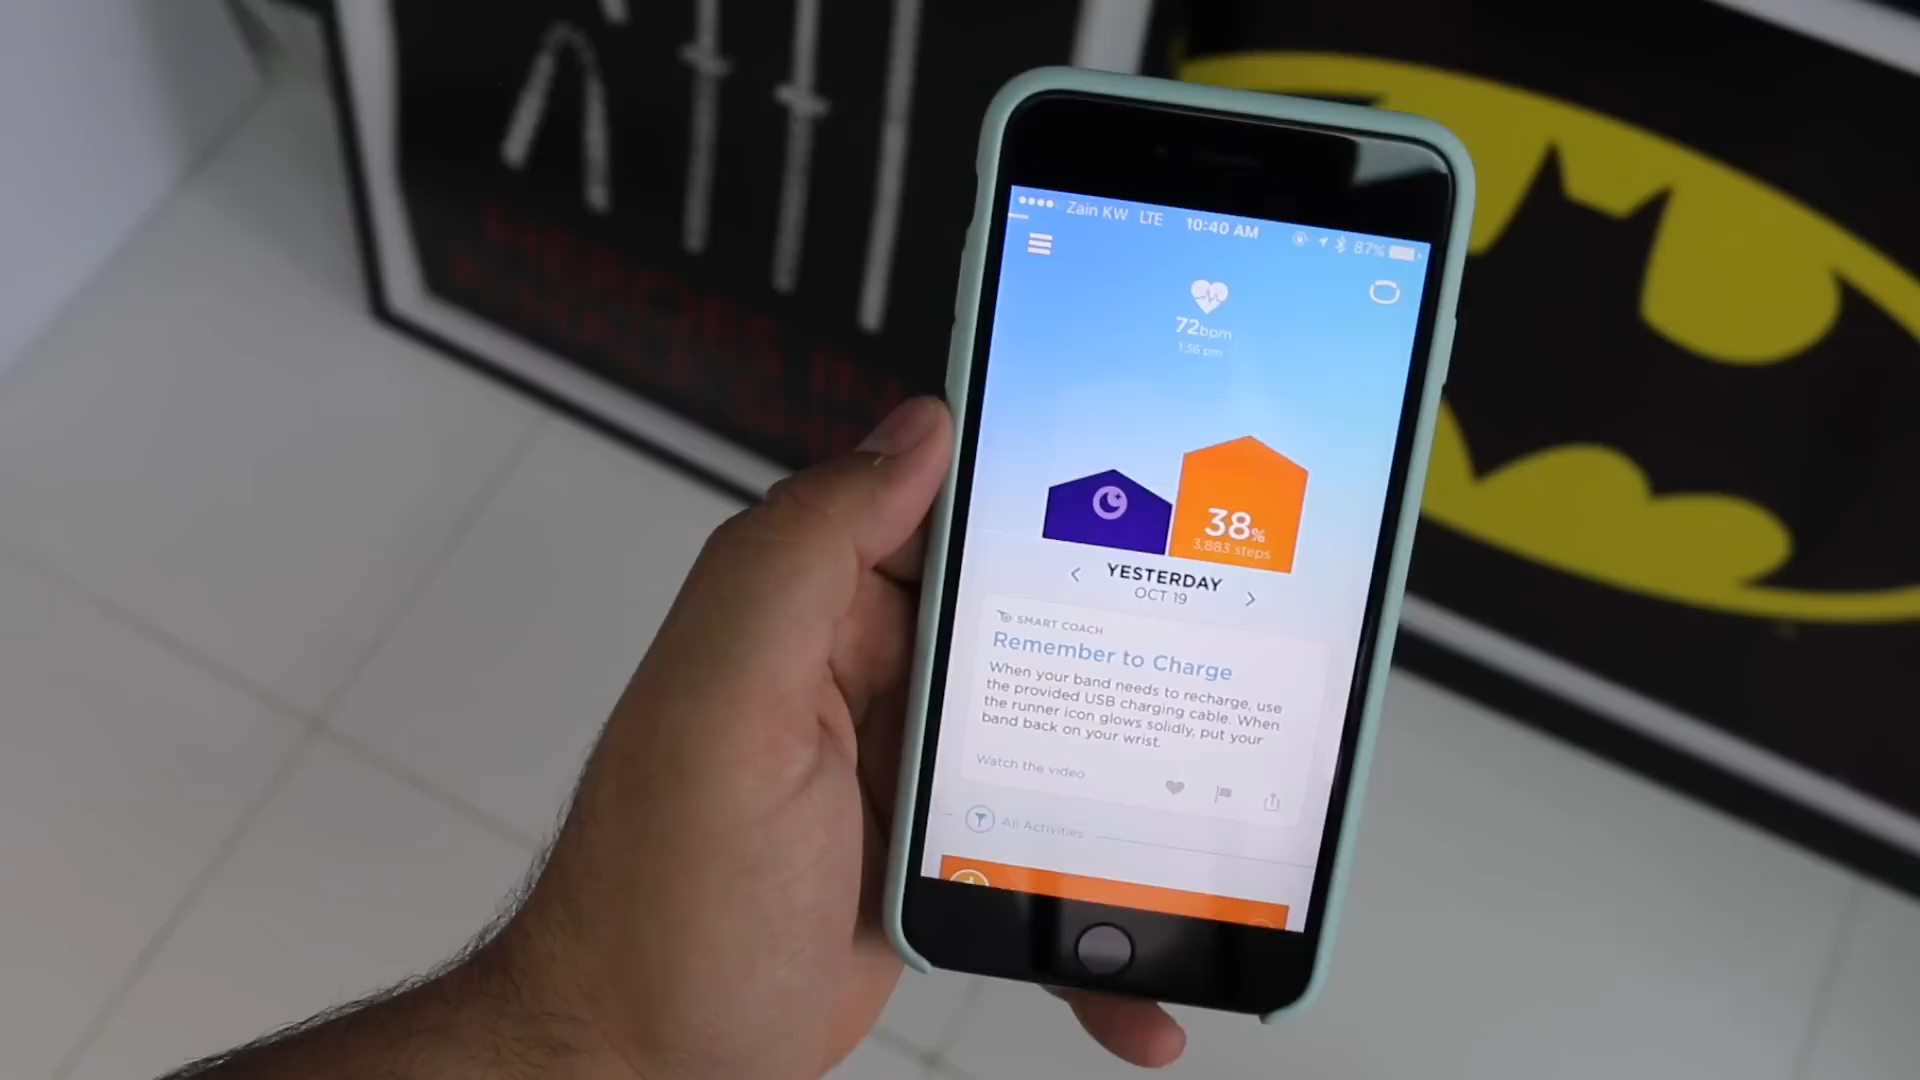 HEROES IN
Zain KW LTE 10:40 AM 87%
72bpm
1:36 pm
38%
3,883 steps
YESTERDAY
OCT 19
SMART COACH
Remember to Charge
When your band needs to recharge, use
the provided USB charging cable. When
the runner icon glows solidly, put your
band back on your wrist.
Watch the video
All Activities